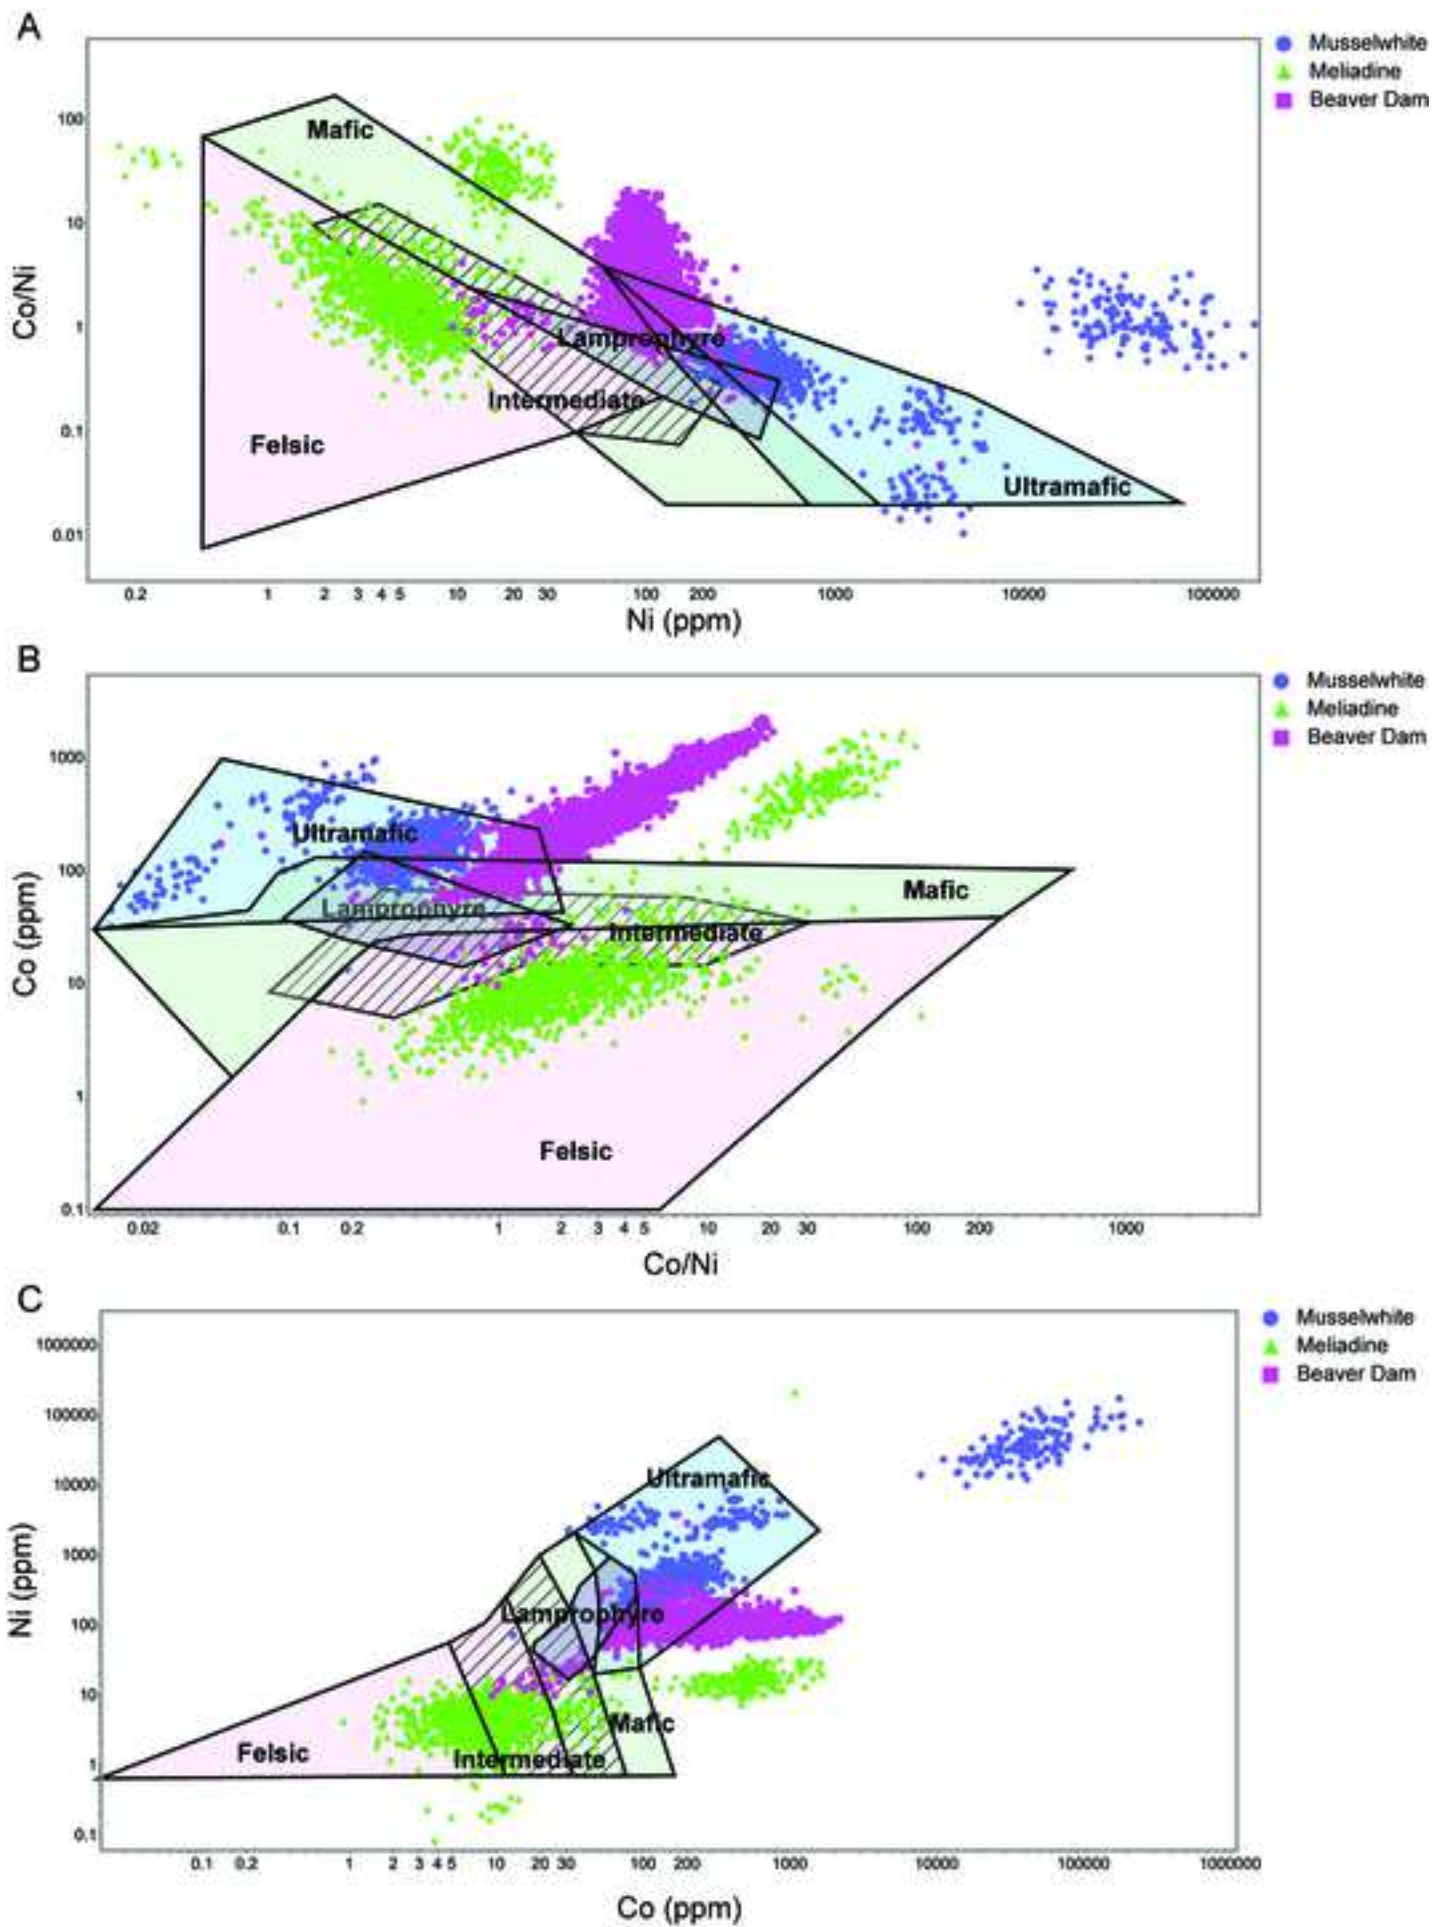 A
Musselwhite
Meliadine
Beaver Dam
Mafic
Lamprophyre
Intermediate
Felsic
Ultramafic
Co/Ni
100
10
1
0.1
0.01
0.2 1 2 3 4 5 10 20 30 100 200 1000 10000 100000
Ni (ppm)
B
Musselwhite
Meliadine
Beaver Dam
Ultramafic
Mafic
Lamprophyre
Intermediate
Felsic
Co (ppm)
1000
100
10
1
0.1
0.02 0.1 0.2 1 2 3 4 5 10 20 30 100 200 1000
Co/Ni
C
Musselwhite
Meliadine
Beaver Dam
Ultramafic
Lamprophyre
Mafic
Felsic
Intermediate
Ni (ppm)
1000000
100000
10000
1000
100
10
1
0.1
0.1 0.2 1 2 3 4 5 10 20 30 100 200 1000 10000 100000 1000000
Co (ppm)